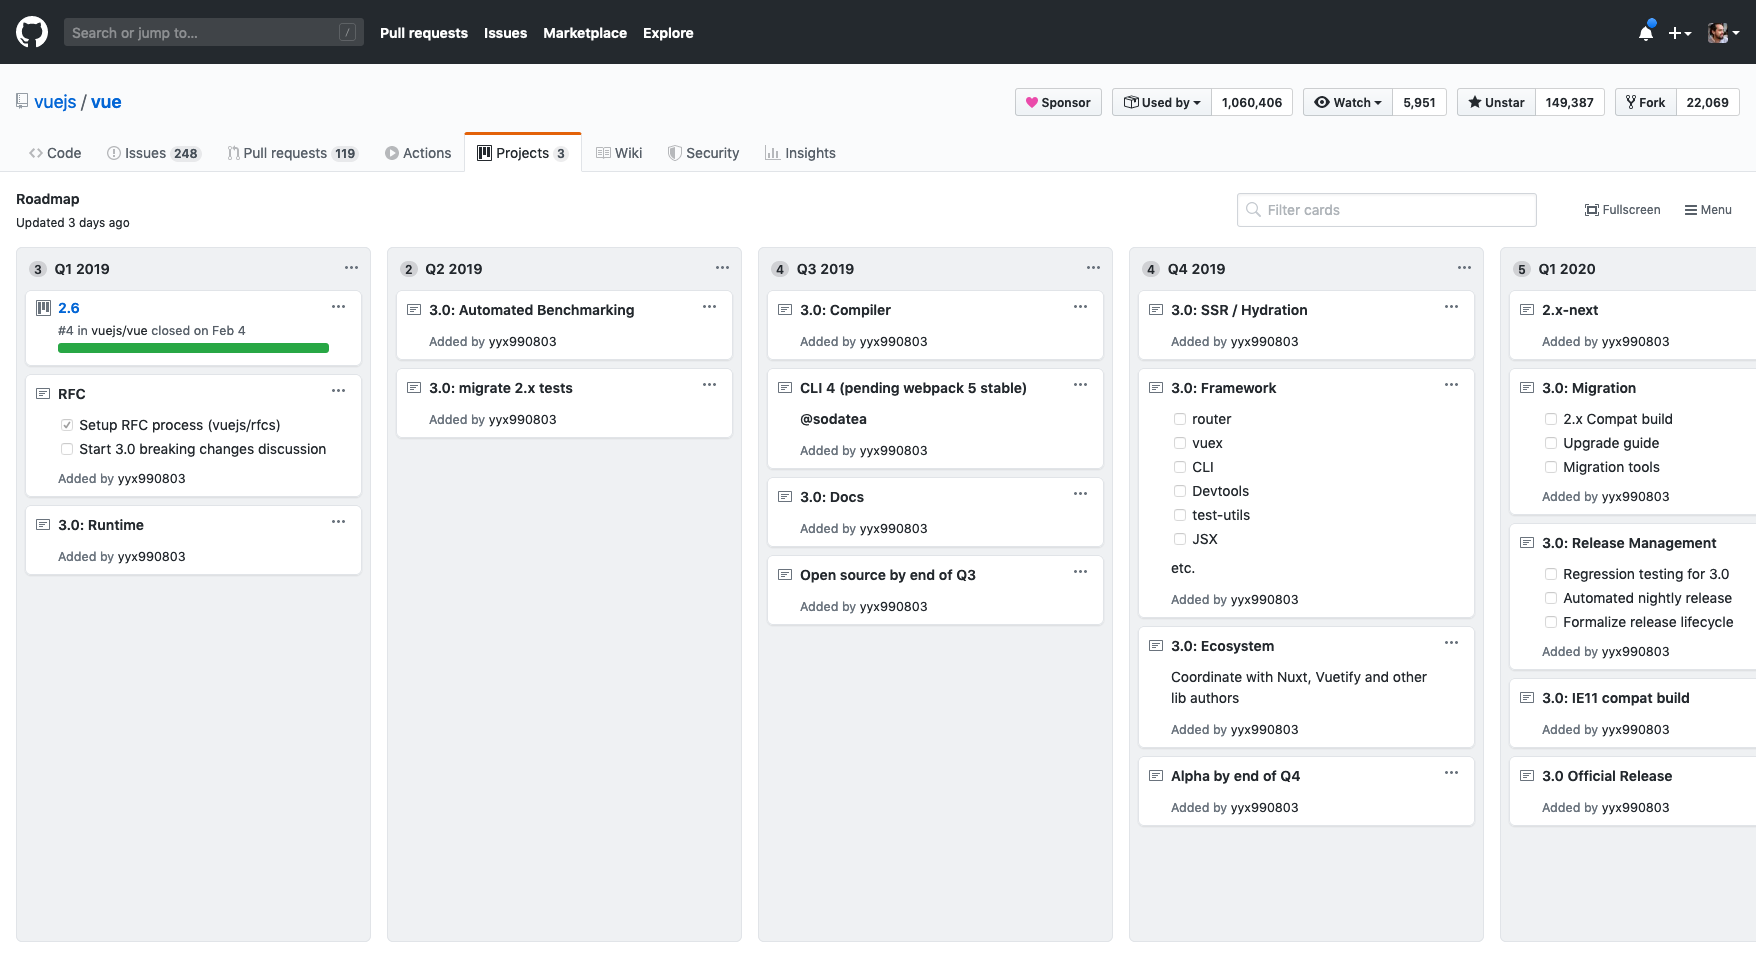 Search or jump to...
/
Pull requests
Issues
Marketplace
Explore
vuejs / vue
Sponsor
Used by
1,060,406
Watch
5,951
Unstar
149,387
Fork
22,069
Code
Issues 248
Pull requests 119
Actions
Projects 3
Wiki
Security
Insights
Roadmap
Updated 3 days ago
Filter cards
Fullscreen
Menu
3 Q1 2019
2.6
#4 in vuejs/vue closed on Feb 4
RFC
Setup RFC process (vuejs/rfcs)
Start 3.0 breaking changes discussion
Added by yyx990803
3.0: Runtime
Added by yyx990803
2 Q2 2019
3.0: Automated Benchmarking
Added by yyx990803
3.0: migrate 2.x tests
Added by yyx990803
4 Q3 2019
3.0: Compiler
Added by yyx990803
CLI 4 (pending webpack 5 stable)
@sodatea
Added by yyx990803
3.0: Docs
Added by yyx990803
Open source by end of Q3
Added by yyx990803
4 Q4 2019
3.0: SSR / Hydration
Added by yyx990803
3.0: Framework
router
vuex
CLI
Devtools
test-utils
JSX
etc.
Added by yyx990803
3.0: Ecosystem
Coordinate with Nuxt, Vuetify and other
lib authors
Added by yyx990803
Alpha by end of Q4
Added by yyx990803
5 Q1 2020
2.x-next
Added by yyx990803
3.0: Migration
2.x Compat build
Upgrade guide
Migration tools
Added by yyx990803
3.0: Release Management
Regression testing for 3.0
Automated nightly release
Formalize release lifecycle
Added by yyx990803
3.0: IE11 compat build
Added by yyx990803
3.0 Official Release
Added by yyx990803